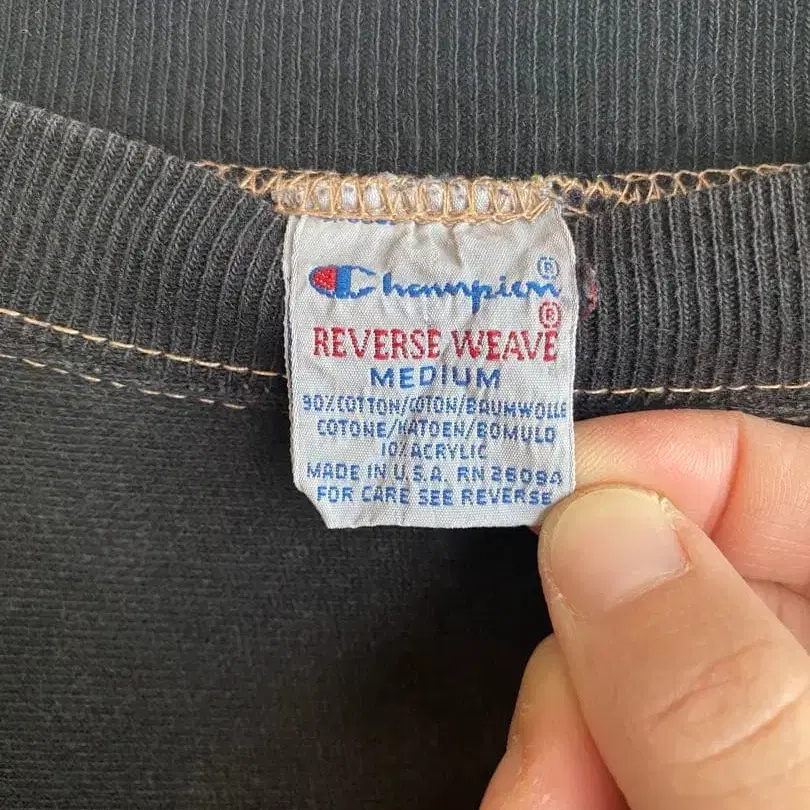 Champion®
REVERSE WEAVE®
MEDIUM
90% COTTON/COTON/BAUMWOLLE
COTONE/KATOEN/BOMULD
10% ACRYLIC
MADE IN U.S.A. RN 26094
FOR CARE SEE REVERSE